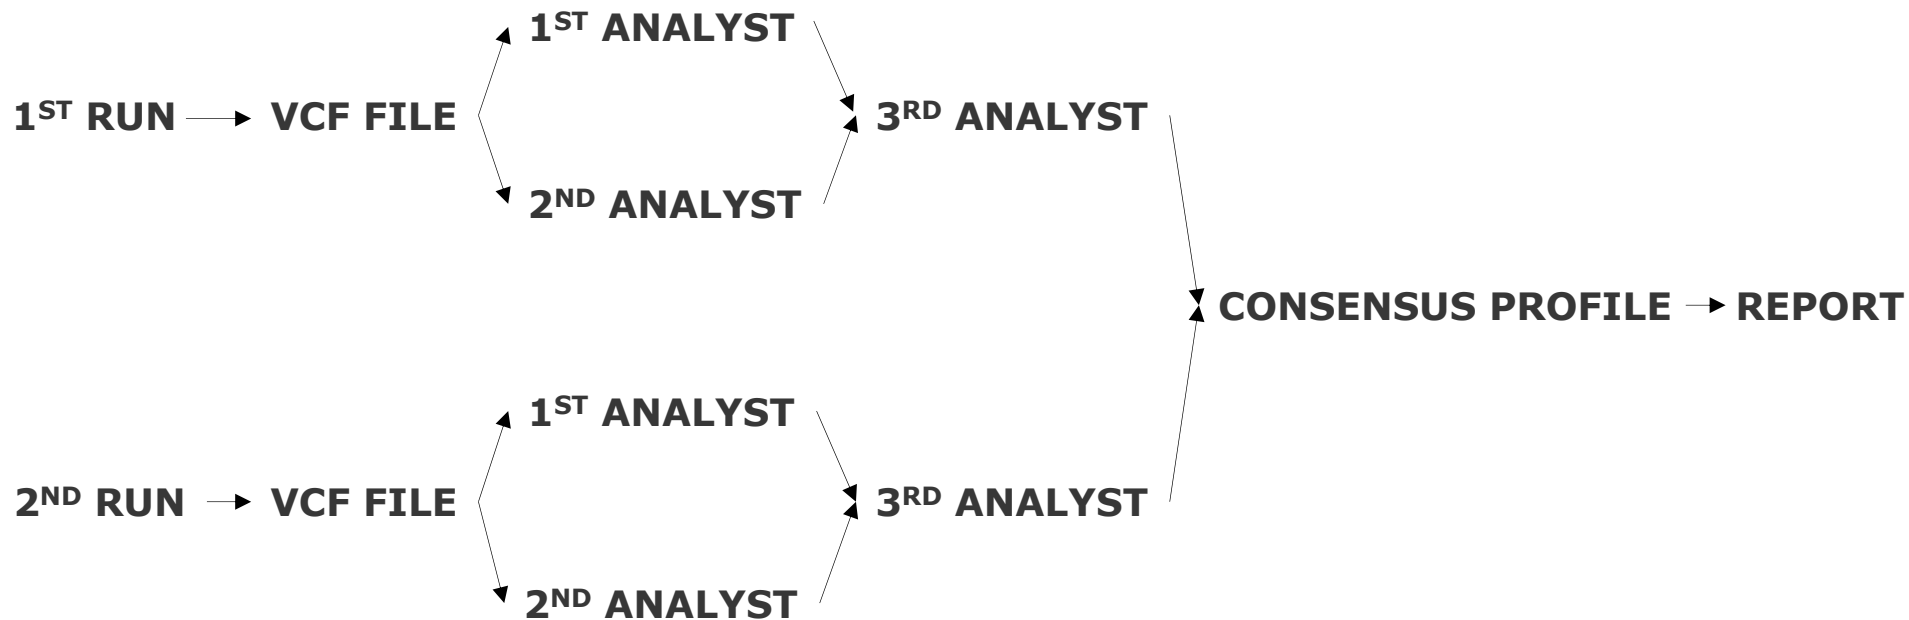 1ST ANALYST
1ST RUN VCF FILE 3RD ANALYST
2ND ANALYST
CONSENSUS PROFILE REPORT
1ST ANALYST
2ND RUN VCF FILE 3RD ANALYST
2ND ANALYST